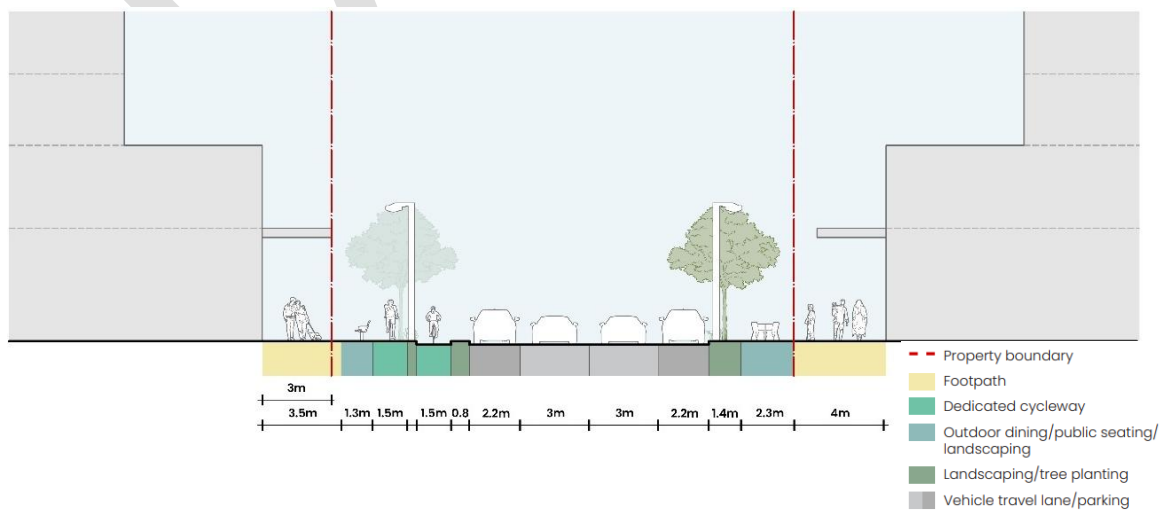 3m
3.5m 1.3m 1.5m 1.5m 0.8 2.2m 3m 3m 2.2m 1.4m 2.3m 4m
Property boundary
Footpath
Dedicated cycleway
Outdoor dining/public seating/
landscaping
Landscaping/tree planting
Vehicle travel lane/parking